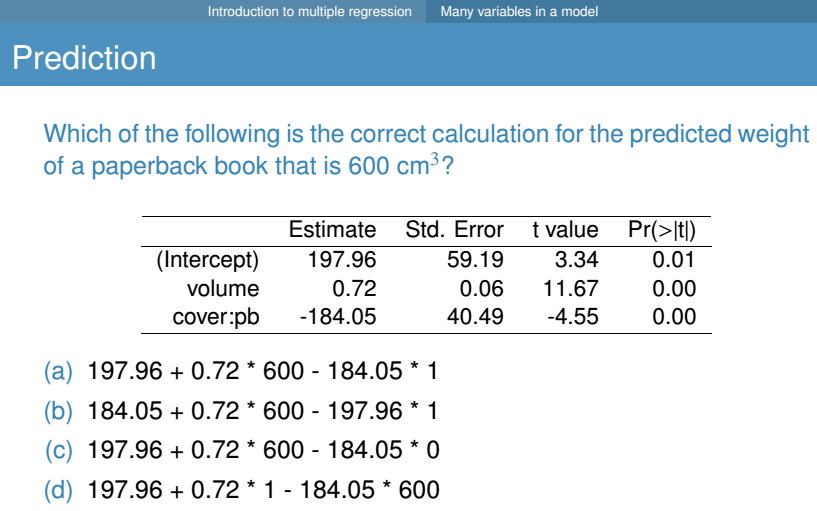 Introduction to multiple regression Many variables in a model
Prediction
Which of the following is the correct calculation for the predicted weight
of a paperback book that is 600 cm³?
Estimate Std. Error t value Pr(>|t|)
(Intercept) 197.96 59.19 3.34 0.01
volume 0.72 0.06 11.67 0.00
cover:pb -184.05 40.49 -4.55 0.00
(a) 197.96 + 0.72 * 600 - 184.05 * 1
(b) 184.05 + 0.72 * 600 - 197.96 * 1
(c) 197.96 + 0.72 * 600 - 184.05 * 0
(d) 197.96 + 0.72 * 1 - 184.05 * 600